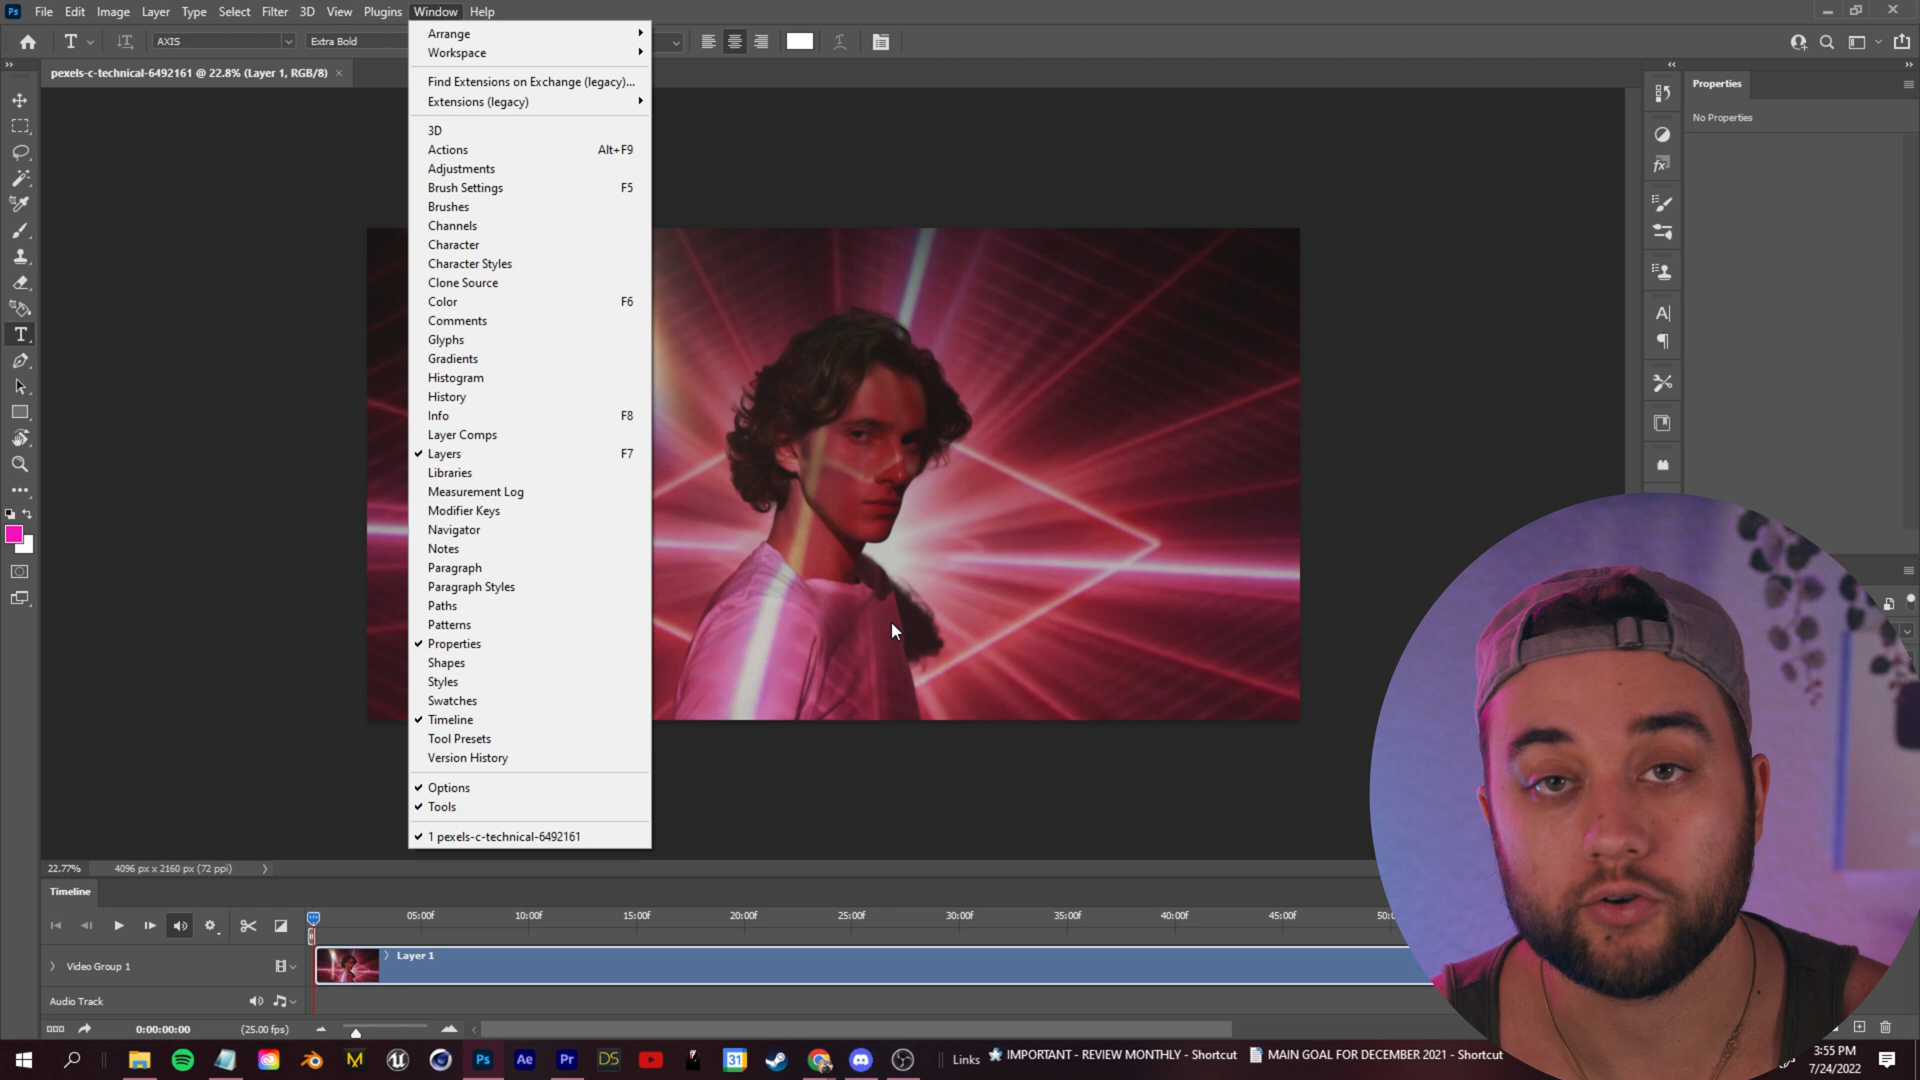 Ps File Edit Image Layer Type Select Filter 3D View Plugins Window Help
T AXIS Extra Bold
pexels-c-technical-6492161 @ 22.8% (Layer 1, RGB/8) ×
Arrange
Workspace
Find Extensions on Exchange (legacy)...
Extensions (legacy)
3D
Actions Alt+F9
Adjustments
Brush Settings F5
Brushes
Channels
Character
Character Styles
Clone Source
Color F6
Comments
Glyphs
Gradients
Histogram
History
Info F8
Layer Comps
Layers F7
Libraries
Measurement Log
Modifier Keys
Navigator
Notes
Paragraph
Paragraph Styles
Paths
Patterns
Properties
Shapes
Styles
Swatches
Timeline
Tool Presets
Version History
Options
Tools
1 pexels-c-technical-6492161
Properties
No Properties
22.77% 4096 px x 2160 px (72 ppi)
Timeline
05:00f 10:00f 15:00f 20:00f 25:00f 30:00f 35:00f 40:00f 45:00f 50:0
Video Group 1
Layer 1
Audio Track
0:00:00:00 (25.00 fps)
Ps Ae Pr DS 31
Links IMPORTANT - REVIEW MONTHLY - Shortcut MAIN GOAL FOR DECEMBER 2021 - Shortcut
3:55 PM
7/24/2022